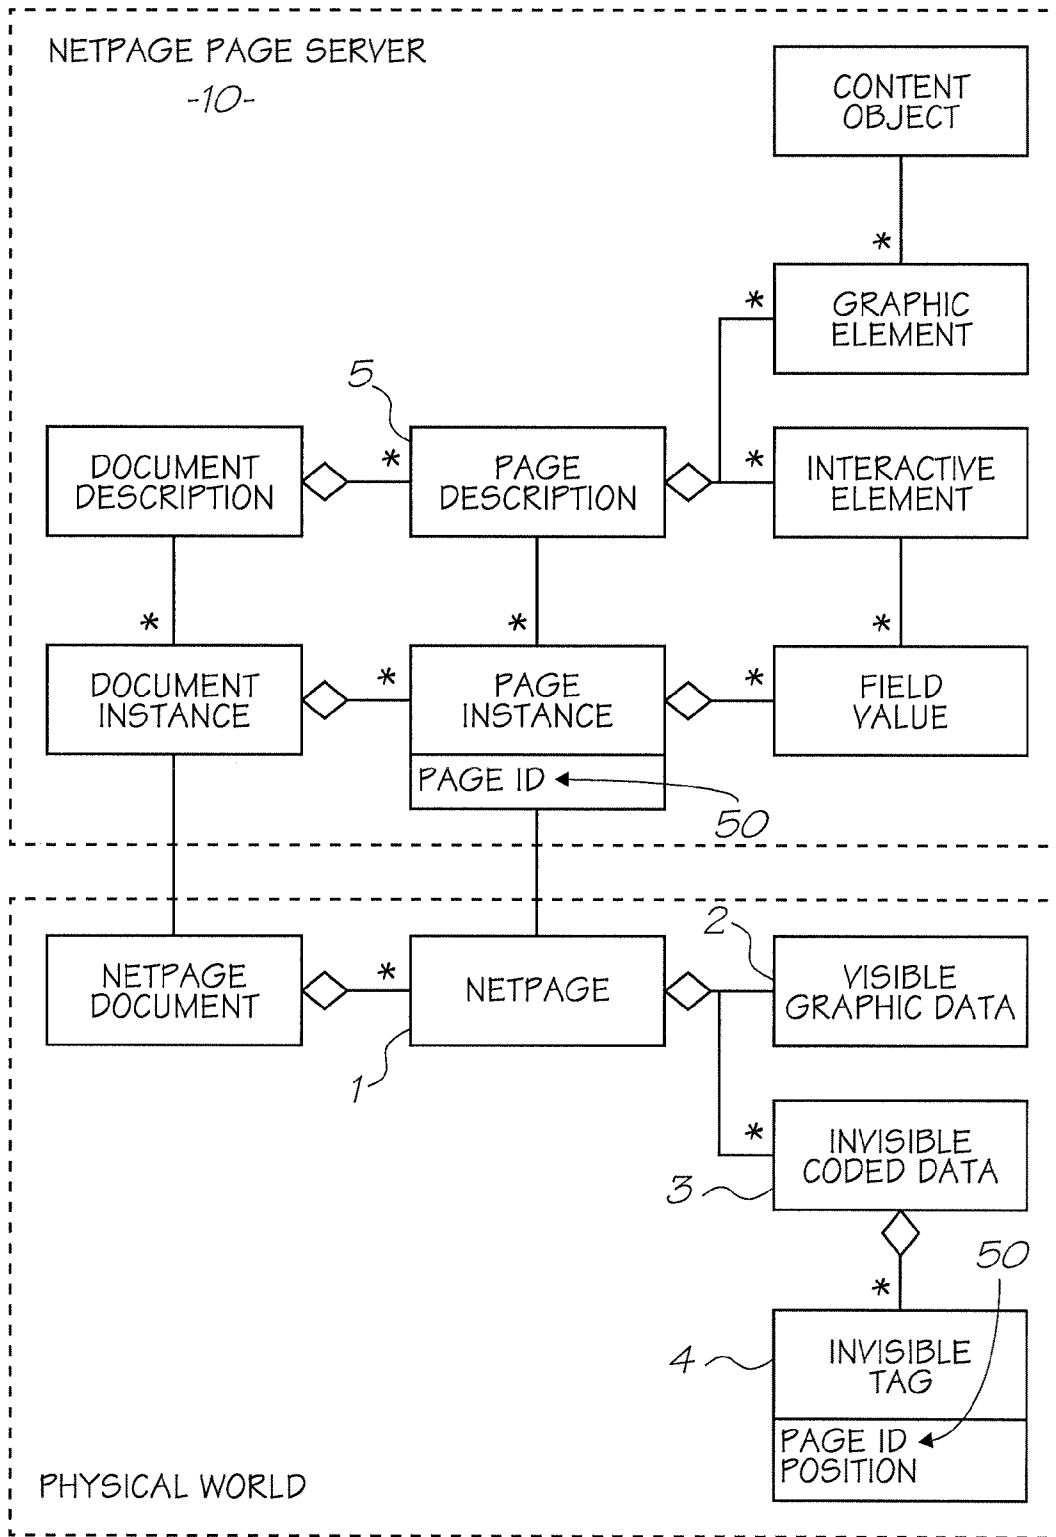 NETPAGE PAGE SERVER
-10-
CONTENT
OBJECT
*
*
GRAPHIC
ELEMENT
5
DOCUMENT
DESCRIPTION
*
PAGE
DESCRIPTION
*
INTERACTIVE
ELEMENT
*
*
*
DOCUMENT
INSTANCE
*
PAGE
INSTANCE
*
FIELD
VALUE
PAGE ID
50
2
NETPAGE
DOCUMENT
*
NETPAGE
VISIBLE
GRAPHIC DATA
1
*
INVISIBLE
CODED DATA
3
50
*
4
INVISIBLE
TAG
PAGE ID
POSITION
PHYSICAL WORLD